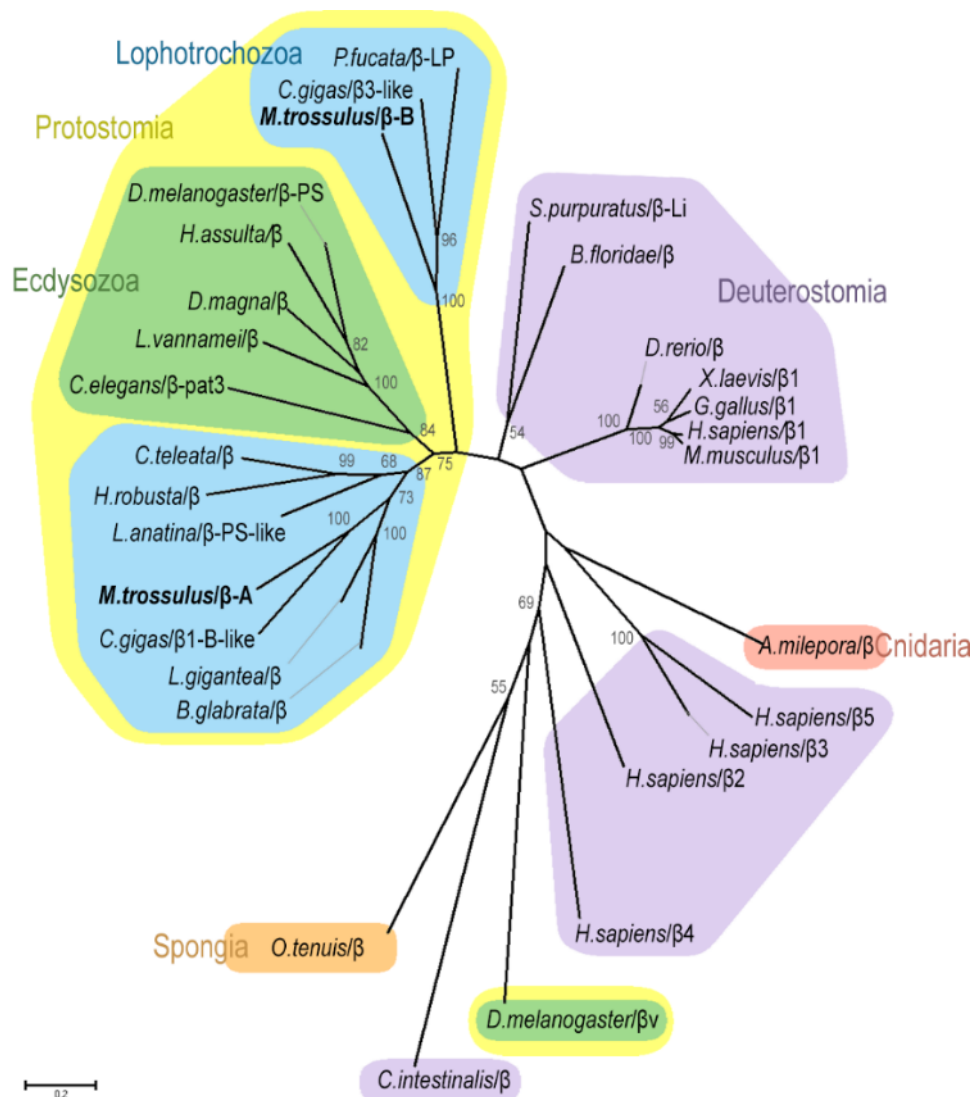 Lophotrochozoa
P.fucata/β-LP
C.gigas/β3-like
M.trossulus/β-B
Protostomia
D.melanogaster/β-PS
S.purpuratus/β-Li
H.assulta/β
96
B.floridae/β
Ecdysozoa
Deuterostomia
D.magna/β
100
L.vannamei/β
82
D.rerio/β
X.laevis/β1
C.elegans/β-pat3
100
56
G.gallus/β1
100
H.sapiens/β1
84
54
100
99
M.musculus/β1
C.teleata/β
99
68
87
75
H.robusta/β
73
L.anatina/β-PS-like
100
100
M.trossulus/β-A
69
C.gigas/β1-B-like
100
A.milepora/β
Cnidaria
L.gigantea/β
55
B.glabrata/β
H.sapiens/β5
H.sapiens/β3
H.sapiens/β2
Spongia
O.tenuis/β
H.sapiens/β4
D.melanogaster/βv
C.intestinalis/β
0.2